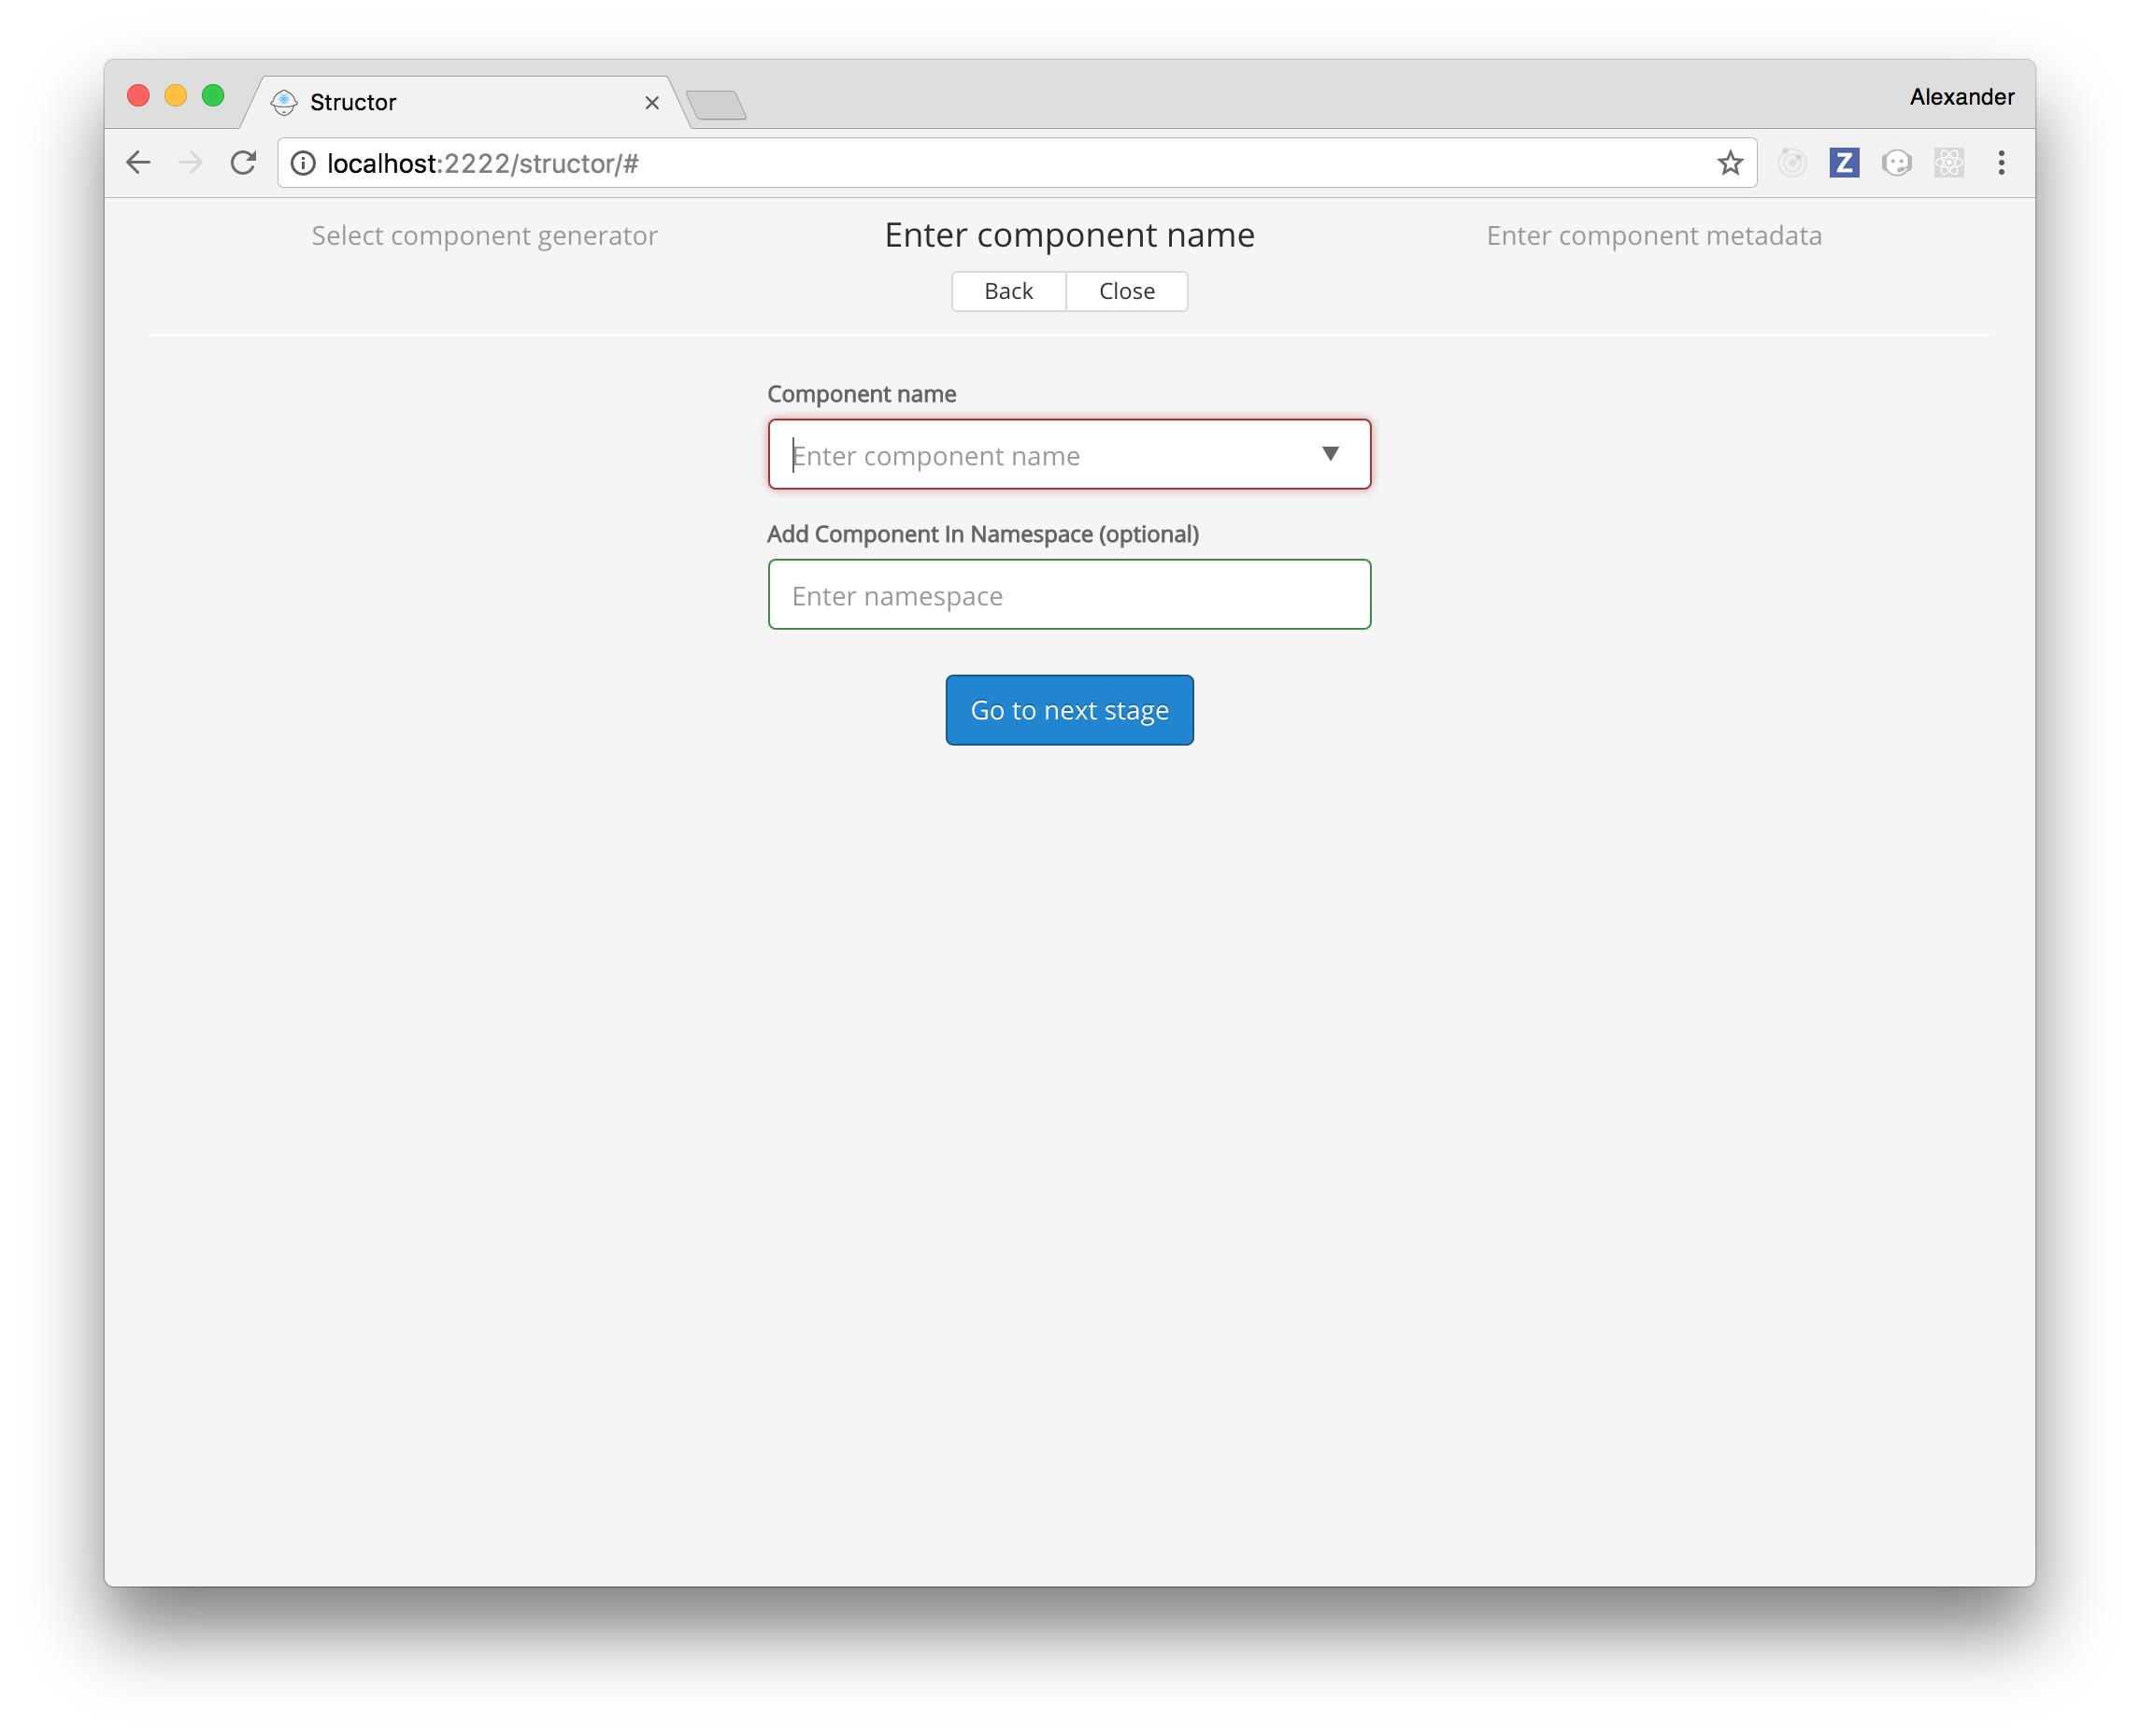 Structor
Alexander
localhost:2222/structor/#
Z
Select component generator
Enter component name
Enter component metadata
Back
Close
Component name
Enter component name
Add Component In Namespace (optional)
Enter namespace
Go to next stage